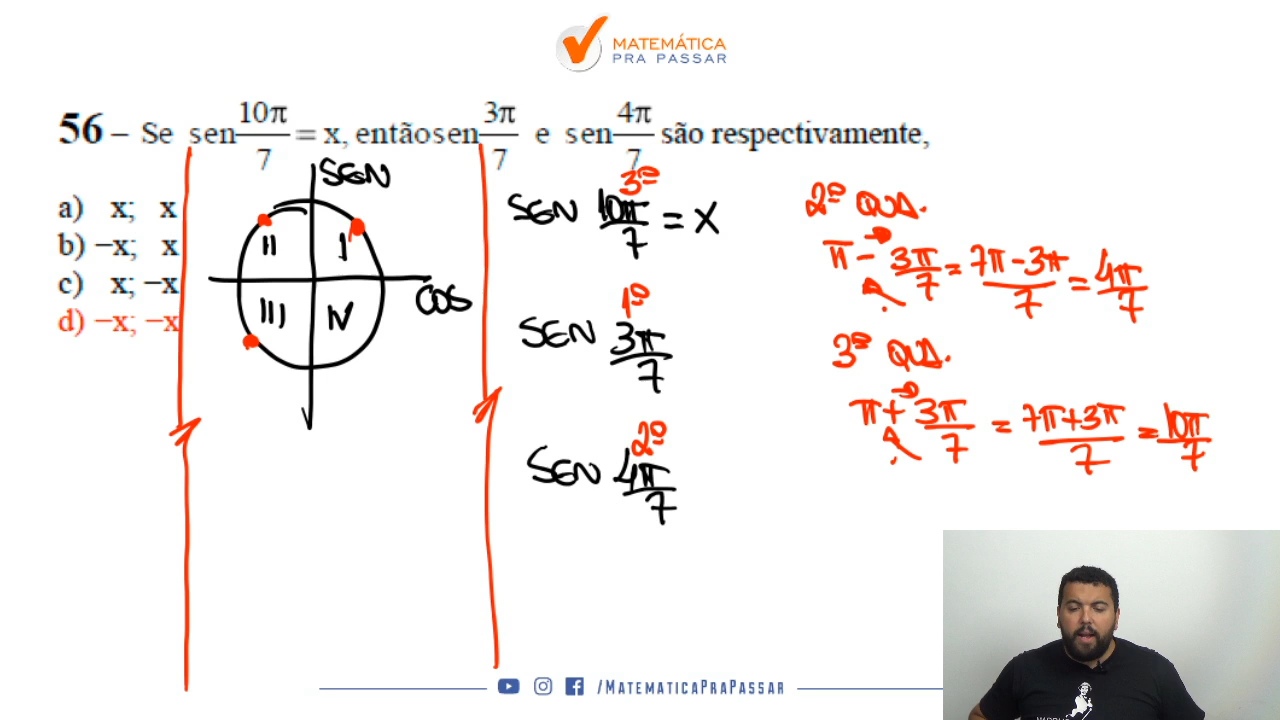 MATEMÁTICA
PRA PASSAR
56 – Se sen 10π/7 = x, então sen 3π/7 e sen 4π/7 são respectivamente,
a) x; x
b) –x; x
c) x; –x
d) –x; –x
SEN
COS
II
I
III
IV
3º
SEN 10π/7 = X
1º
SEN 3π/7
2º
SEN 4π/7
2º QUA.
π – 3π/7 = 7π–3π/7 = 4π/7
3º QUA.
π + 3π/7 = 7π+3π/7 = 10π/7
/MATEMATICAPRAPASSAR